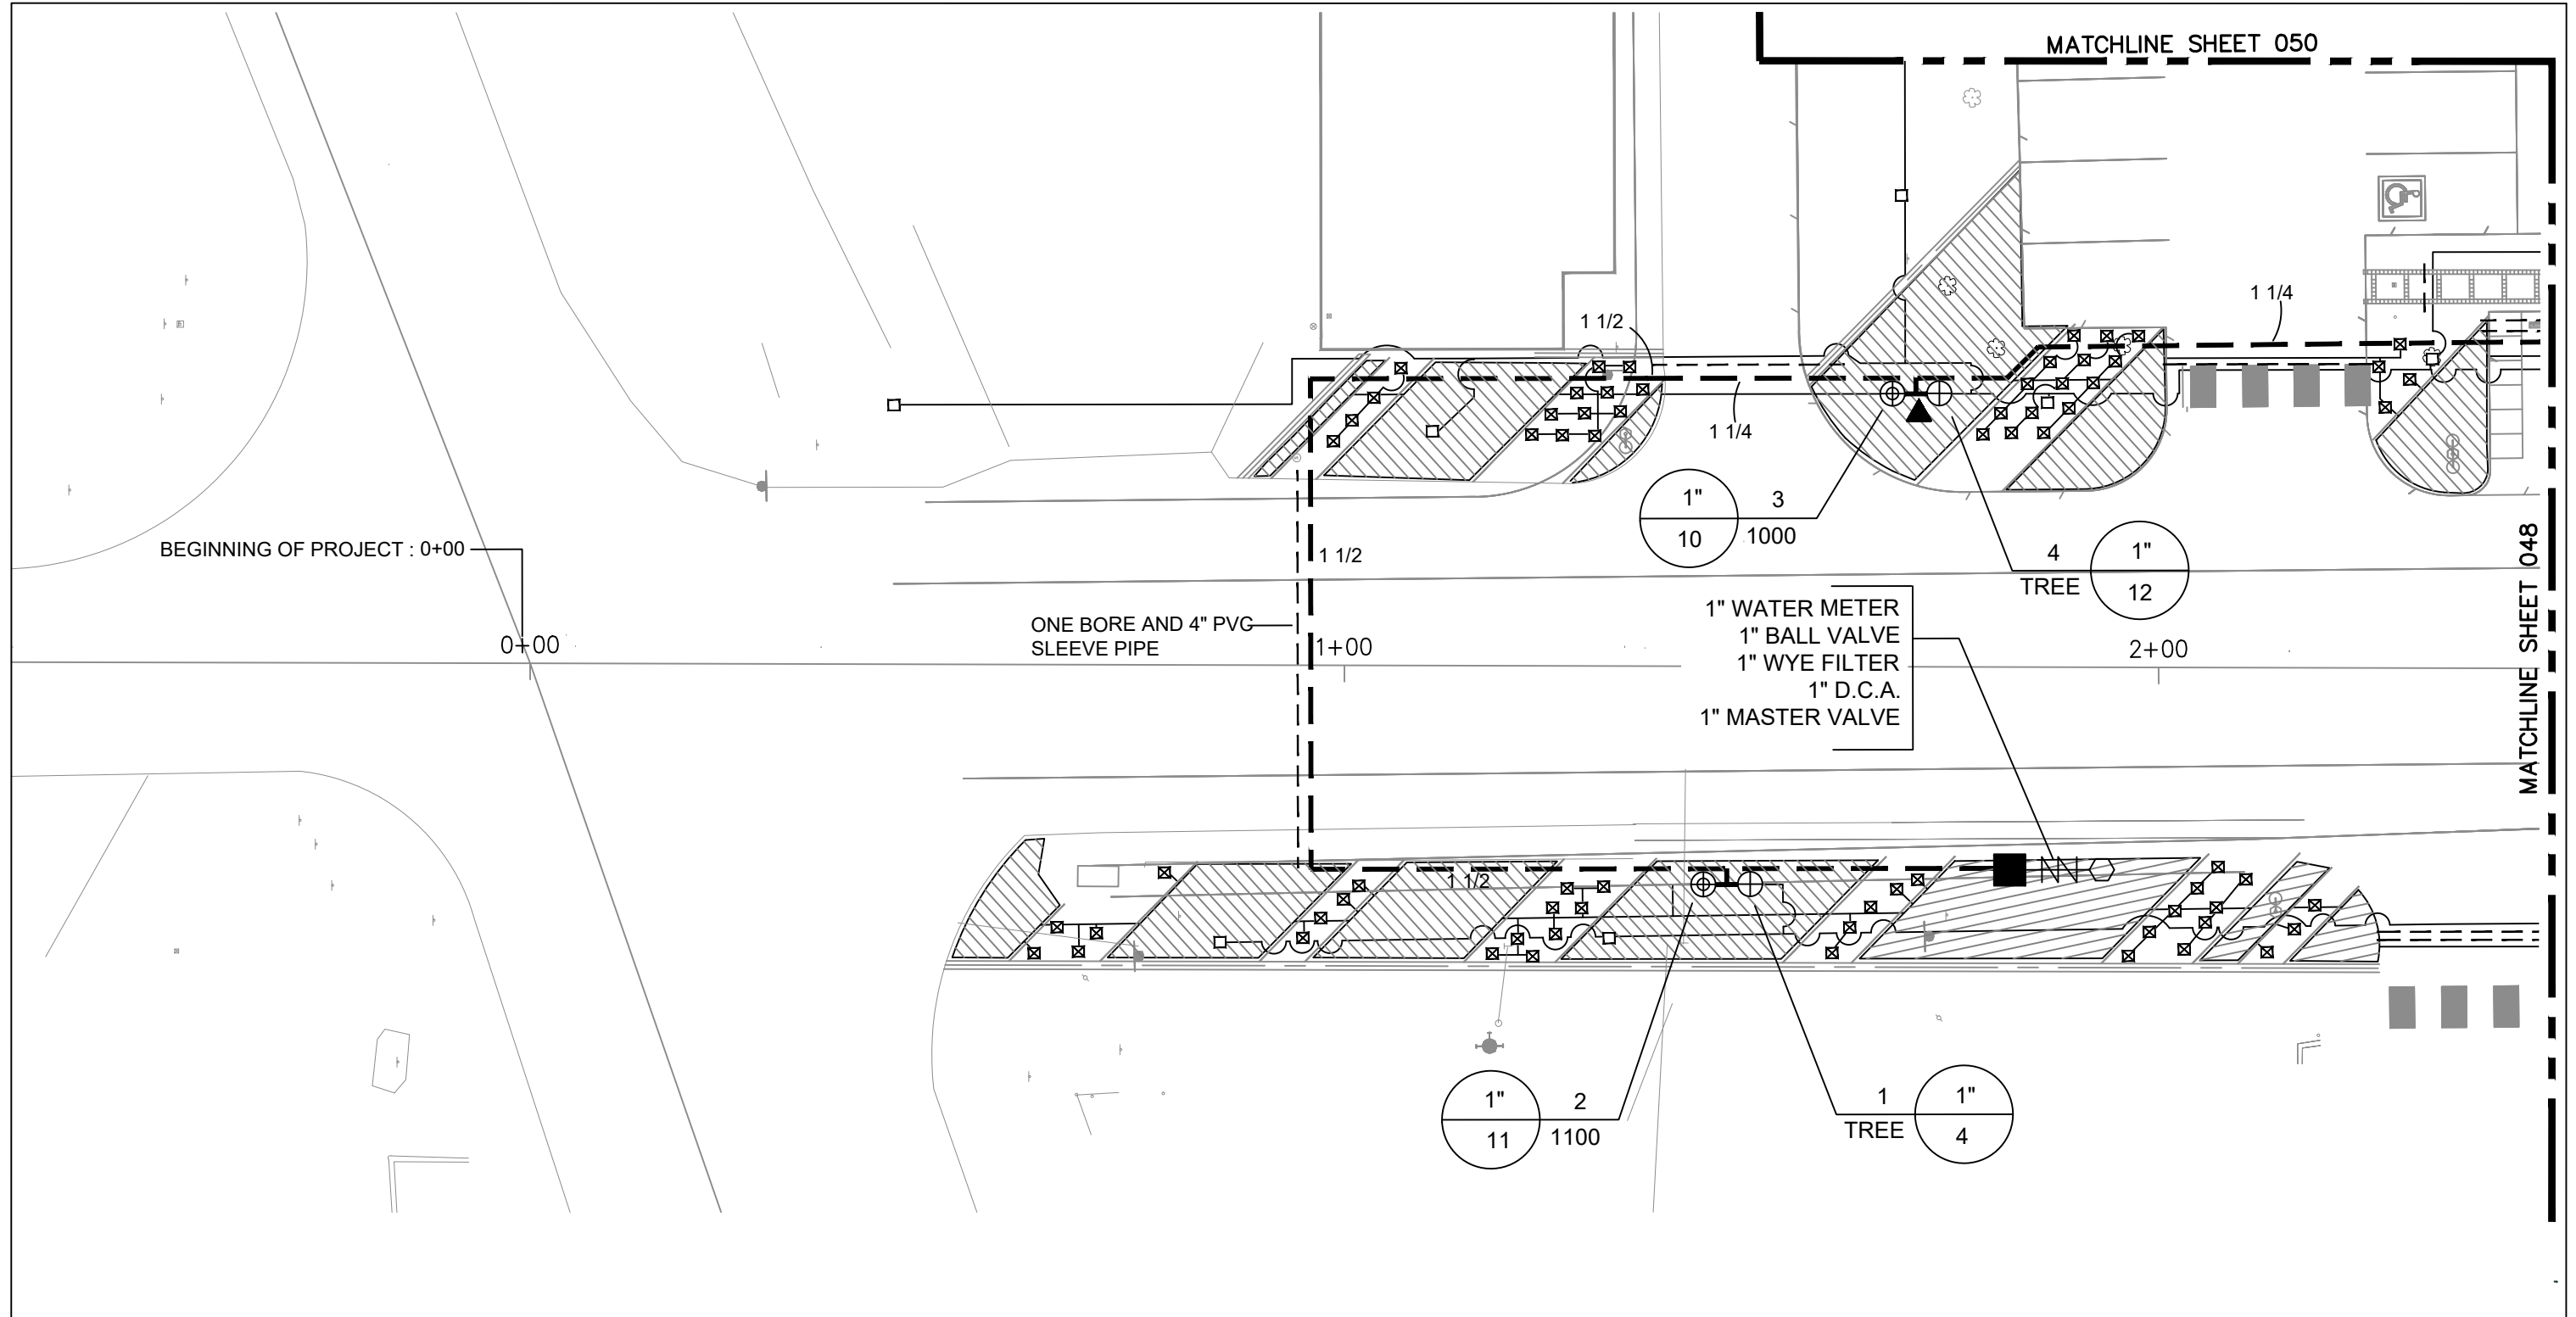 MATCHLINE SHEET 050
1 1/4
1 1/2
1 1/4
1"
10
3
1000
4
TREE
1"
12
BEGINNING OF PROJECT : 0+00
1 1/2
ONE BORE AND 4" PVC
SLEEVE PIPE
0+00
1+00
2+00
1" WATER METER
1" BALL VALVE
1" WYE FILTER
1" D.C.A.
1" MASTER VALVE
MATCHLINE SHEET 048
1 1/2
1"
11
2
1100
1
TREE
1"
4